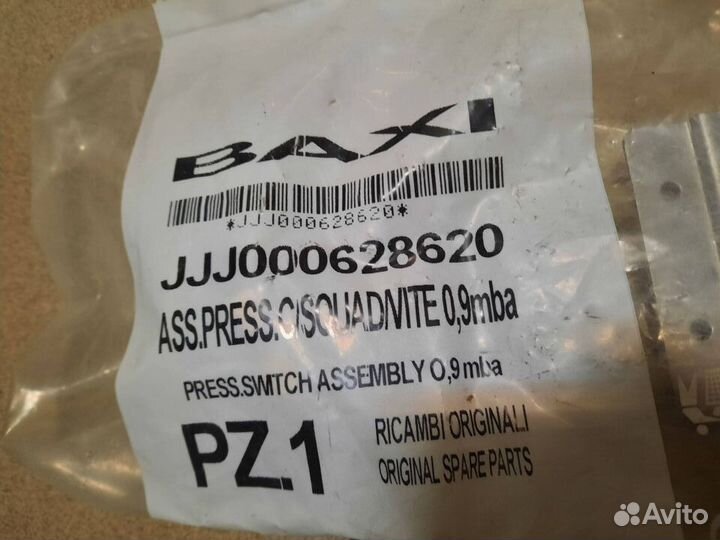 BAXI
*JJJ000628620*
JJJ000628620
ASS.PRESS.C/SQUAD/VITE 0,9mba
PRESS.SWITCH ASSEMBLY 0,9 mba
PZ.1
RICAMBI ORIGINALI
ORIGINAL SPARE PARTS
Avito